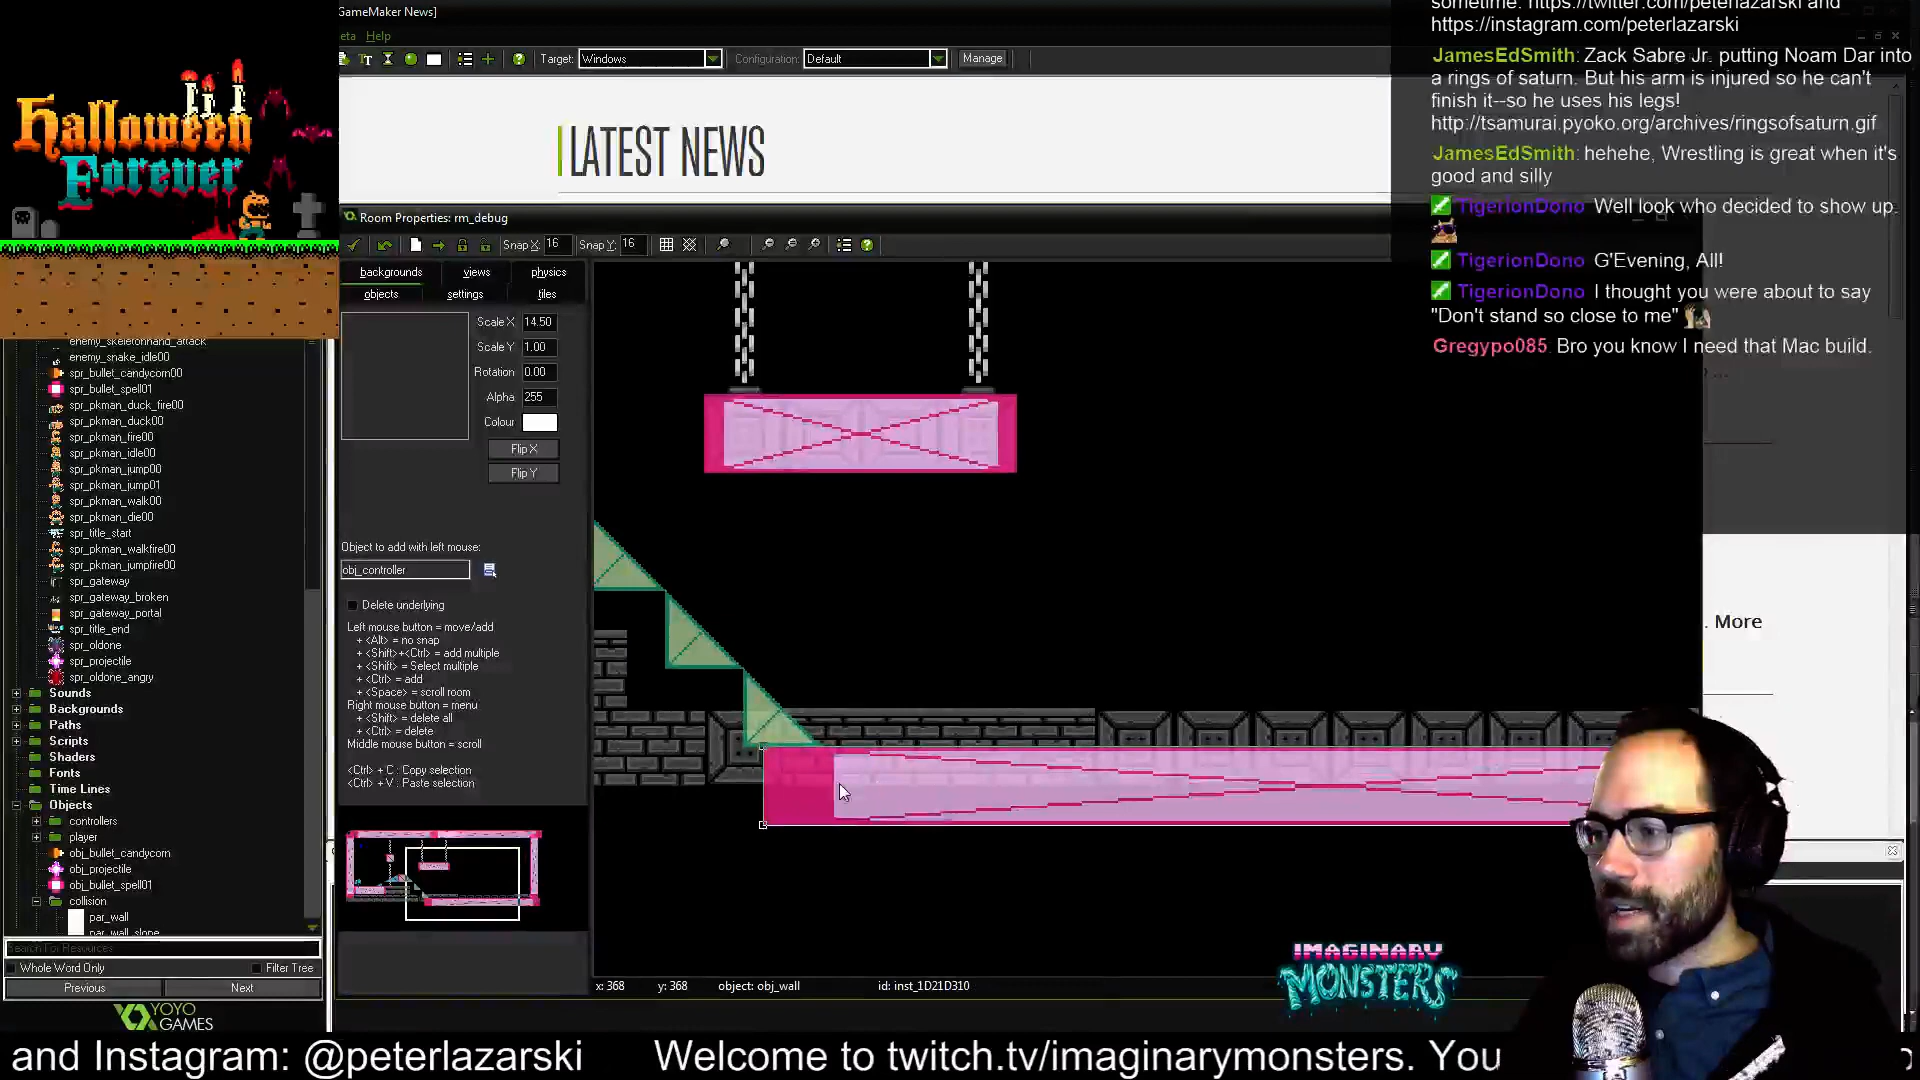 GameMaker News]
eta Help
Target: Windows Configuration: Default Manage
LATEST NEWS
Halloween
Forever
Room Properties: rm_debug
Snap X: 16 Snap Y: 16
backgrounds views physics
objects settings tiles
Scale X 14.50
Scale Y 1.00
Rotation 0.00
Alpha 255
Colour
Flip X
Flip Y
Object to add with left mouse:
obj_controller
Delete underlying
Left mouse button = move/add
+ <Alt> = no snap
+ <Shift>+<Ctrl> = add multiple
+ <Shift> = Select multiple
+ <Ctrl> = add
+ <Space> = scroll room
Right mouse button = menu
+ <Shift> = delete all
+ <Ctrl> = delete
Middle mouse button = scroll
<Ctrl> + C : Copy selection
<Ctrl> + V : Paste selection
enemy_skeletonhand_attack
enemy_snake_idle00
spr_bullet_candycorn00
spr_bullet_spell01
spr_pkman_duck_fire00
spr_pkman_duck00
spr_pkman_fire00
spr_pkman_idle00
spr_pkman_jump00
spr_pkman_jump01
spr_pkman_walk00
spr_pkman_die00
spr_title_start
spr_pkman_walkfire00
spr_pkman_jumpfire00
spr_gateway
spr_gateway_broken
spr_gateway_portal
spr_title_end
spr_oldone
spr_projectile
spr_oldone_angry
Sounds
Backgrounds
Paths
Scripts
Shaders
Fonts
Time Lines
Objects
controllers
player
obj_bullet_candycorn
obj_projectile
obj_bullet_spell01
collision
par_wall
par_wall_slope
Search For Resources
Whole Word Only Filter Tree
Previous Next
YOYO
GAMES
x: 368 y: 368 object: obj_wall id: inst_1D21D310
sometime. https://twitter.com/peterlazarski and
https://instagram.com/peterlazarski
JamesEdSmith: Zack Sabre Jr. putting Noam Dar into
a rings of saturn. But his arm is injured so he can't
finish it--so he uses his legs!
http://tsamurai.pyoko.org/archives/ringsofsaturn.gif
JamesEdSmith: hehehe, Wrestling is great when it's
good and silly
TigerionDono Well look who decided to show up
TigerionDono G'Evening, All!
TigerionDono I thought you were about to say
"Don't stand so close to me"
Gregypo085 Bro you know I need that Mac build.
. More
IMAGINARY
MONSTERS
and Instagram: @peterlazarski Welcome to twitch.tv/imaginarymonsters. You